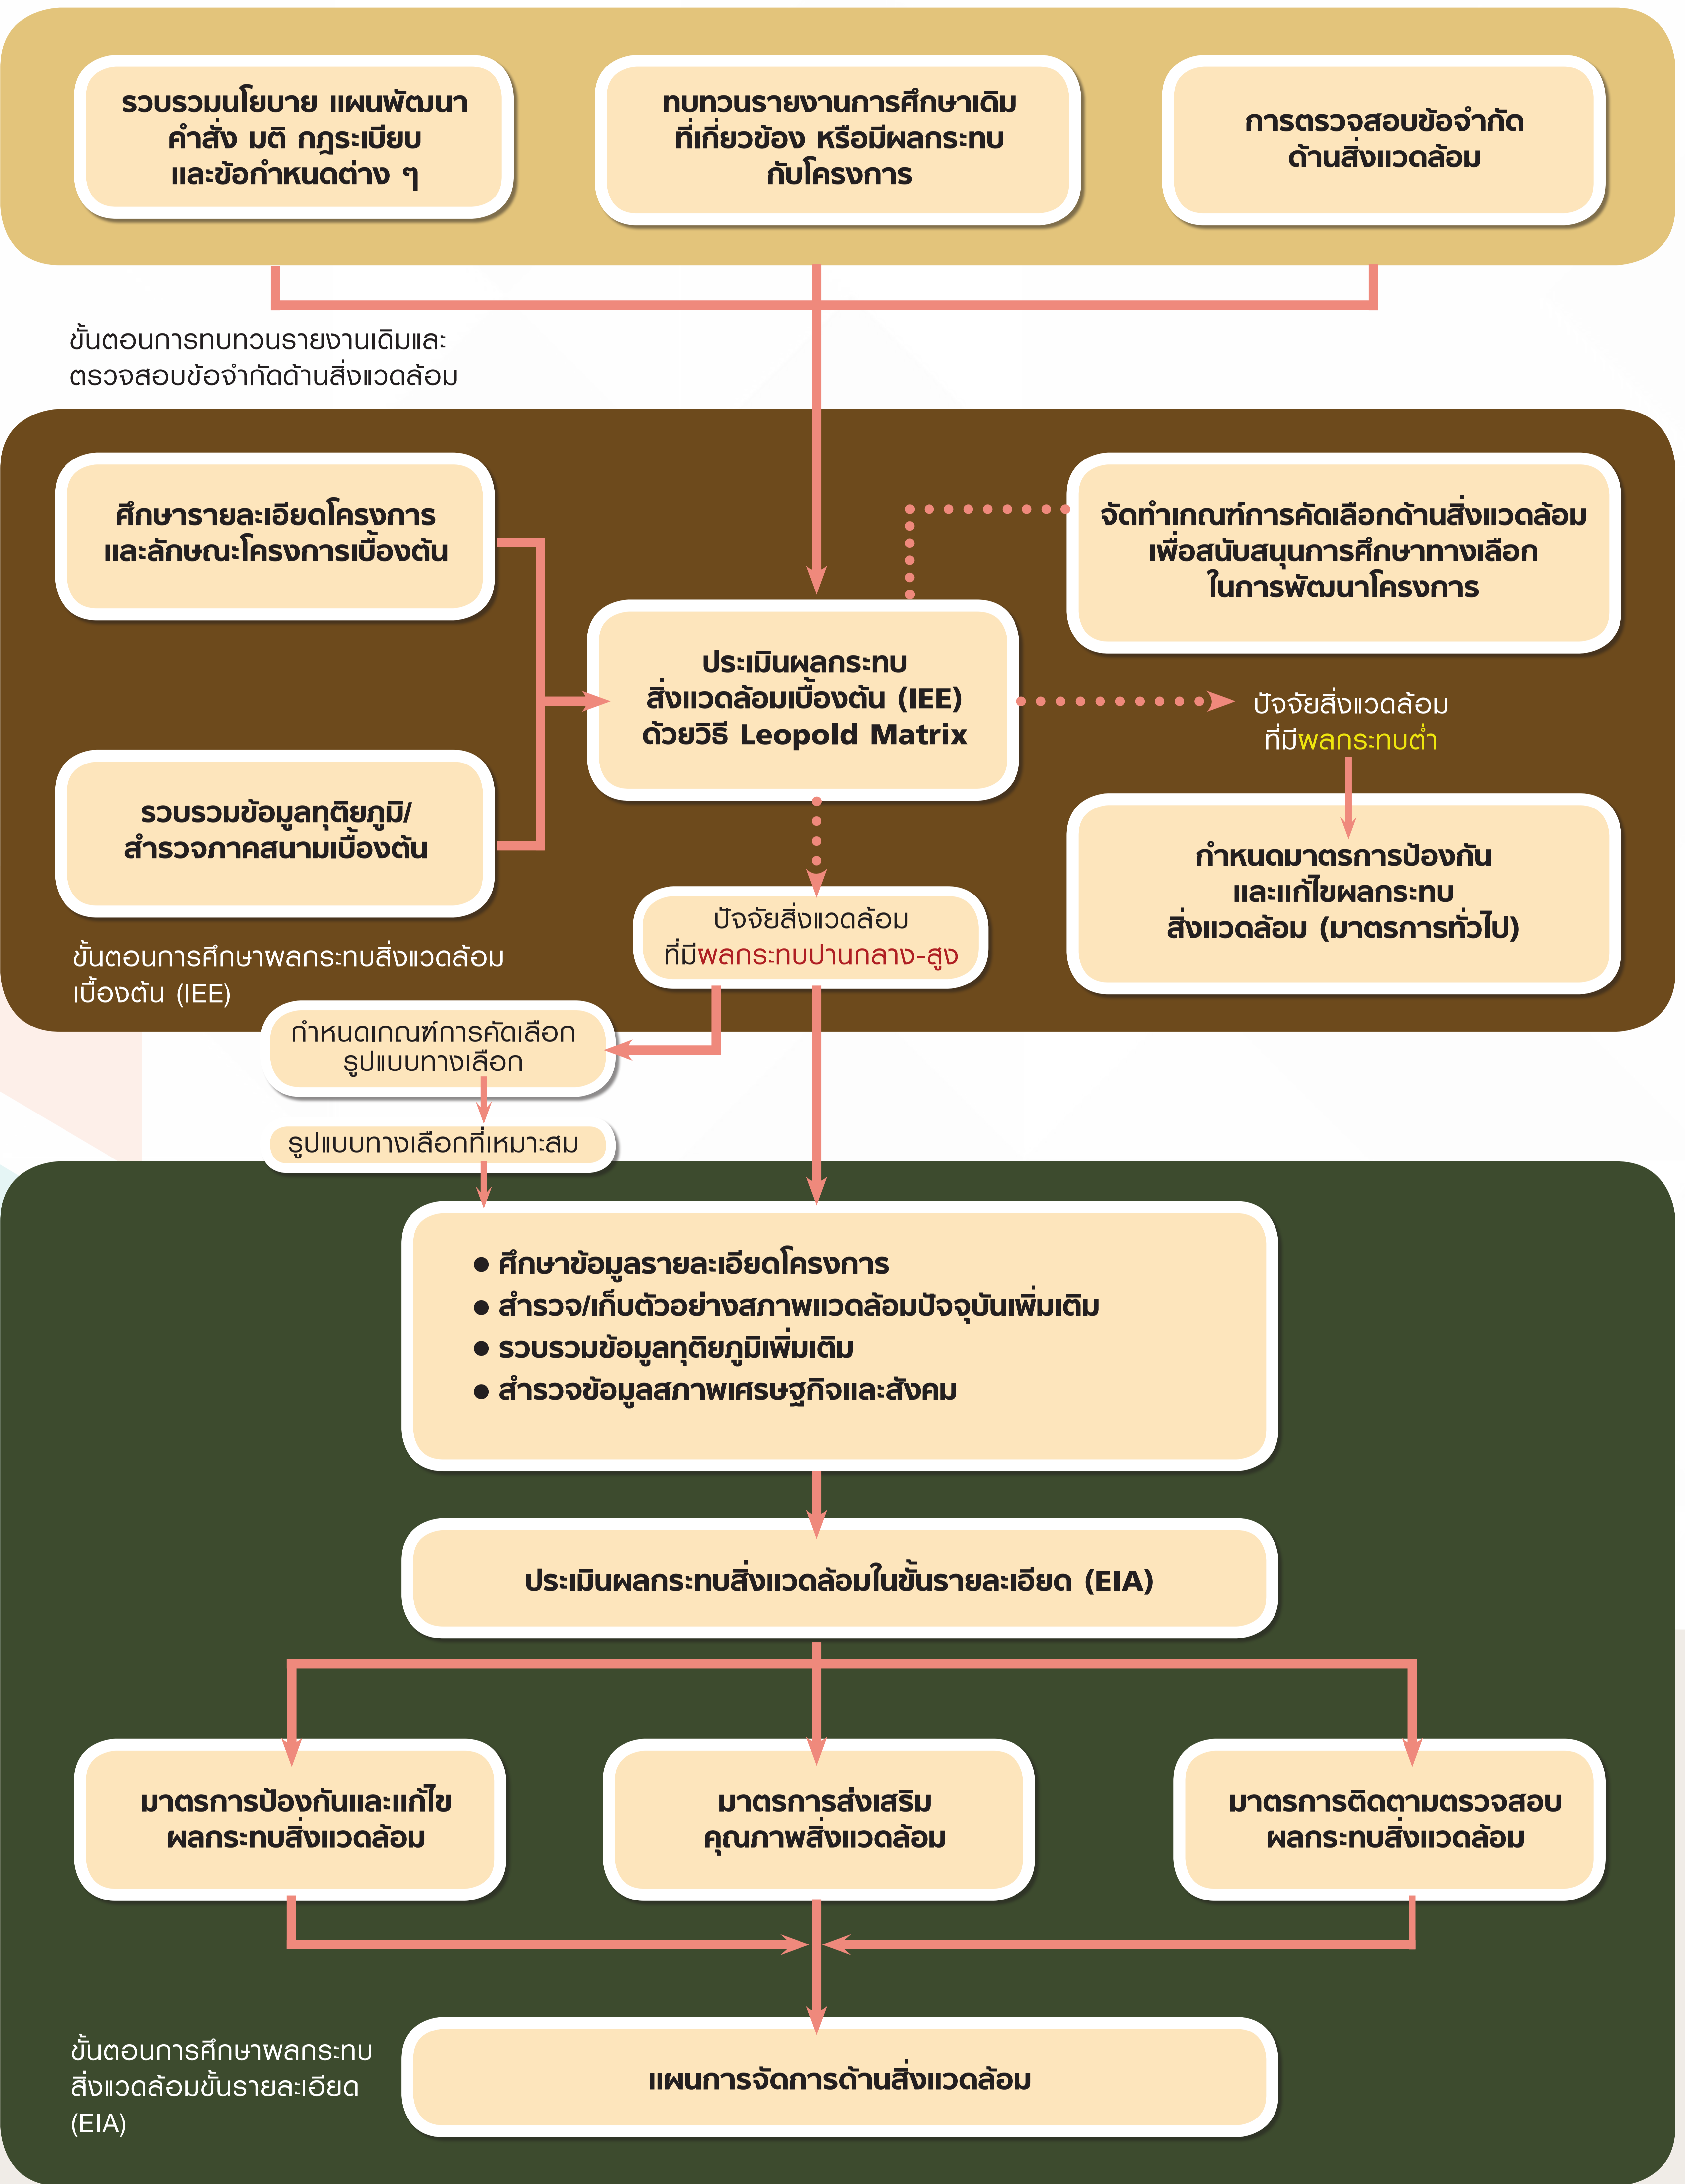 รวบรวมนโยบาย แผนพัฒนา
คำสั่ง มติ กฎระเบียบ
และข้อกำหนดต่าง ๆ
ทบทวนรายงานการศึกษาเดิม
ที่เกี่ยวข้อง หรือมีผลกระทบ
กับโครงการ
การตรวจสอบข้อจำกัด
ด้านสิ่งแวดล้อม
ขั้นตอนการทบทวนรายงานเดิมและ
ตรวจสอบข้อจำกัดด้านสิ่งแวดล้อม
ศึกษารายละเอียดโครงการ
และลักษณะโครงการเบื้องต้น
จัดทำเกณฑ์การคัดเลือกด้านสิ่งแวดล้อม
เพื่อสนับสนุนการศึกษาทางเลือก
ในการพัฒนาโครงการ
ประเมินผลกระทบ
สิ่งแวดล้อมเบื้องต้น (IEE)
ด้วยวิธี Leopold Matrix
ปัจจัยสิ่งแวดล้อม
ที่มีผลกระทบต่ำ
รวบรวมข้อมูลทุติยภูมิ/
สำรวจภาคสนามเบื้องต้น
กำหนดมาตรการป้องกัน
และแก้ไขผลกระทบ
สิ่งแวดล้อม (มาตรการทั่วไป)
ปัจจัยสิ่งแวดล้อม
ที่มีผลกระทบปานกลาง-สูง
ขั้นตอนการศึกษาผลกระทบสิ่งแวดล้อม
เบื้องต้น (IEE)
กำหนดเกณฑ์การคัดเลือก
รูปแบบทางเลือก
รูปแบบทางเลือกที่เหมาะสม
● ศึกษาข้อมูลรายละเอียดโครงการ
● สำรวจ/เก็บตัวอย่างสภาพแวดล้อมปัจจุบันเพิ่มเติม
● รวบรวมข้อมูลทุติยภูมิเพิ่มเติม
● สำรวจข้อมูลสภาพเศรษฐกิจและสังคม
ประเมินผลกระทบสิ่งแวดล้อมในขั้นรายละเอียด (EIA)
มาตรการป้องกันและแก้ไข
ผลกระทบสิ่งแวดล้อม
มาตรการส่งเสริม
คุณภาพสิ่งแวดล้อม
มาตรการติดตามตรวจสอบ
ผลกระทบสิ่งแวดล้อม
ขั้นตอนการศึกษาผลกระทบ
สิ่งแวดล้อมขั้นรายละเอียด
(EIA)
แผนการจัดการด้านสิ่งแวดล้อม